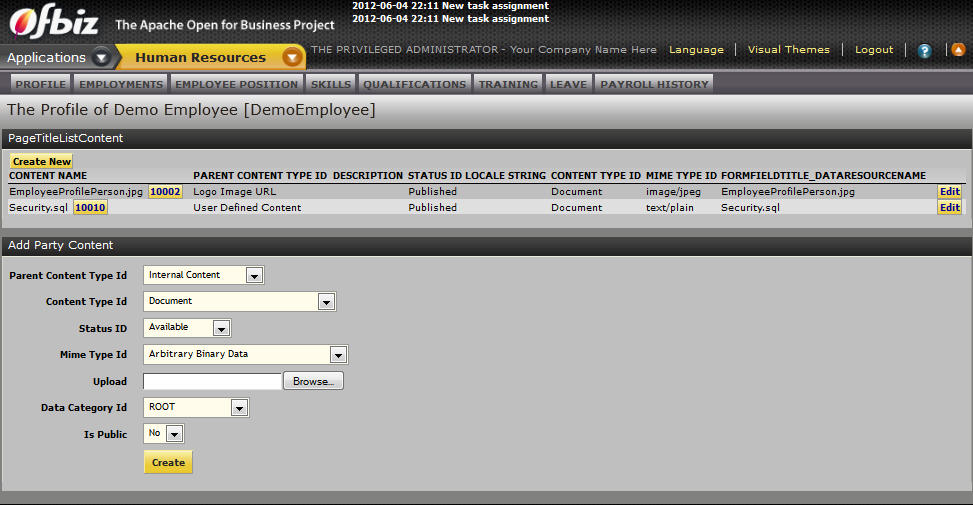 2012-06-04 22:11 New task assignment
2012-06-04 22:11 New task assignment
Ofbiz The Apache Open for Business Project
Applications Human Resources THE PRIVILEGED ADMINISTRATOR - Your Company Name Here Language Visual Themes Logout ?
PROFILE EMPLOYMENTS EMPLOYEE POSITION SKILLS QUALIFICATIONS TRAINING LEAVE PAYROLL HISTORY
The Profile of Demo Employee [DemoEmployee]
PageTitleListContent
Create New
CONTENT NAME PARENT CONTENT TYPE ID DESCRIPTION STATUS ID LOCALE STRING CONTENT TYPE ID MIME TYPE ID FORMFIELDTITLE_DATARESOURCENAME
EmployeeProfilePerson.jpg 10002 Logo Image URL Published Document image/jpeg EmployeeProfilePerson.jpg Edit
Security.sql 10010 User Defined Content Published Document text/plain Security.sql Edit
Add Party Content
Parent Content Type Id Internal Content
Content Type Id Document
Status ID Available
Mime Type Id Arbitrary Binary Data
Upload Browse...
Data Category Id ROOT
Is Public No
Create